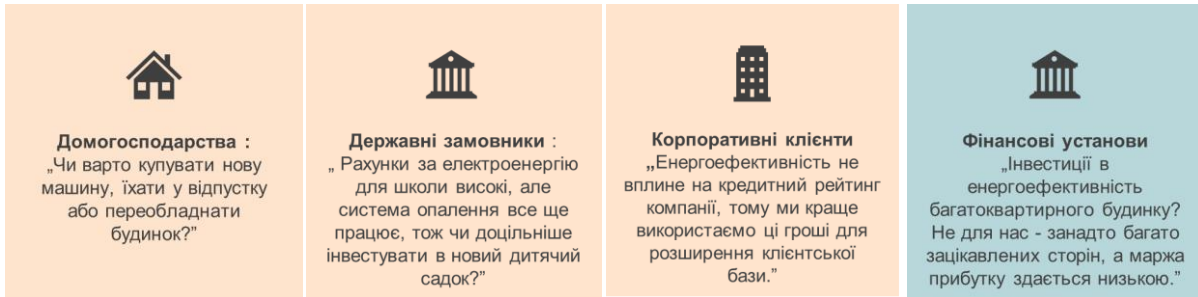 Домогосподарства :
„Чи варто купувати нову
машину, їхати у відпустку
або переобладнати
будинок?”
Державні замовники :
„ Рахунки за електроенергію
для школи високі, але
система опалення все ще
працює, тож чи доцільніше
інвестувати в новий дитячий
садок?”
Корпоративні клієнти
„Енергоефективність не
вплине на кредитний рейтинг
компанії, тому ми краще
використаємо ці гроші для
розширення клієнтської
бази.”
Фінансові установи
„Інвестиції в
енергоефективність
багатоквартирного будинку?
Не для нас - занадто багато
зацікавлених сторін, а маржа
прибутку здається низькою.”